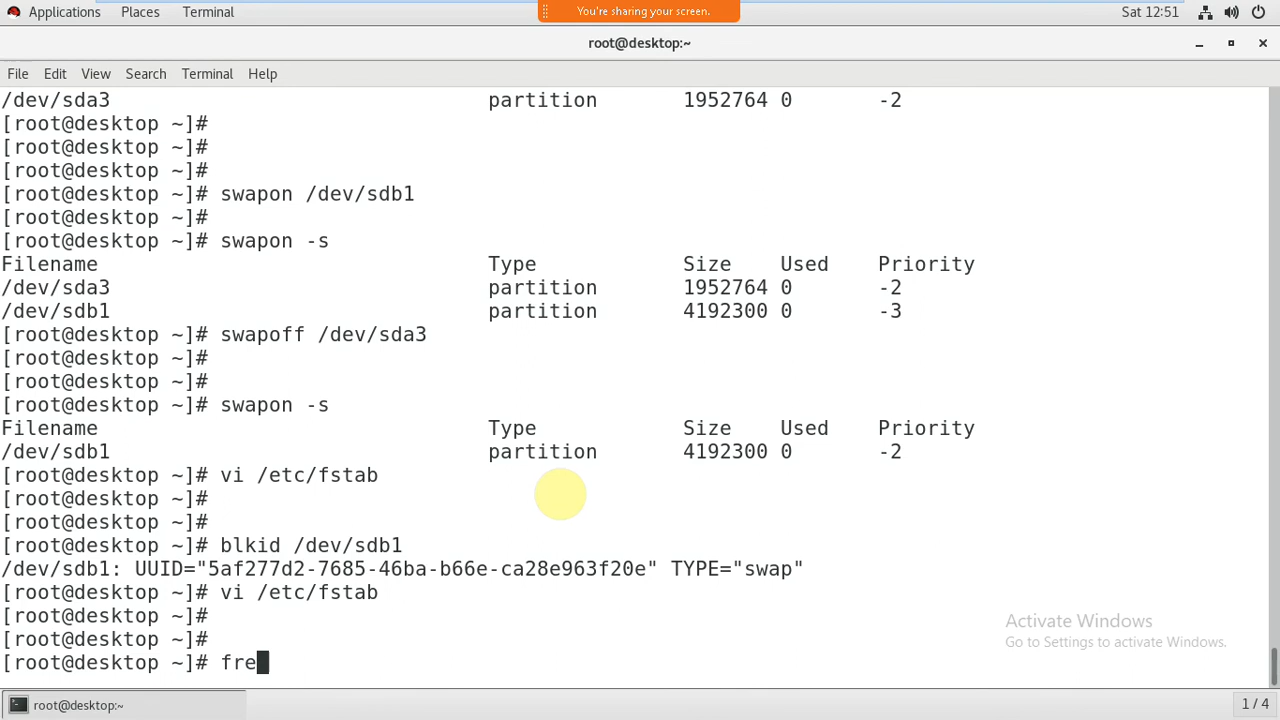 Applications Places Terminal You're sharing your screen. Sat 12:51
root@desktop:~
File Edit View Search Terminal Help
/dev/sda3 partition 1952764 0 -2
[root@desktop ~]#
[root@desktop ~]#
[root@desktop ~]#
[root@desktop ~]# swapon /dev/sdb1
[root@desktop ~]#
[root@desktop ~]# swapon -s
Filename Type Size Used Priority
/dev/sda3 partition 1952764 0 -2
/dev/sdb1 partition 4192300 0 -3
[root@desktop ~]# swapoff /dev/sda3
[root@desktop ~]#
[root@desktop ~]#
[root@desktop ~]# swapon -s
Filename Type Size Used Priority
/dev/sdb1 partition 4192300 0 -2
[root@desktop ~]# vi /etc/fstab
[root@desktop ~]#
[root@desktop ~]#
[root@desktop ~]# blkid /dev/sdb1
/dev/sdb1: UUID="5af277d2-7685-46ba-b66e-ca28e963f20e" TYPE="swap"
[root@desktop ~]# vi /etc/fstab
[root@desktop ~]#
[root@desktop ~]#
[root@desktop ~]# fre
Activate Windows
Go to Settings to activate Windows.
root@desktop:~ 1 / 4